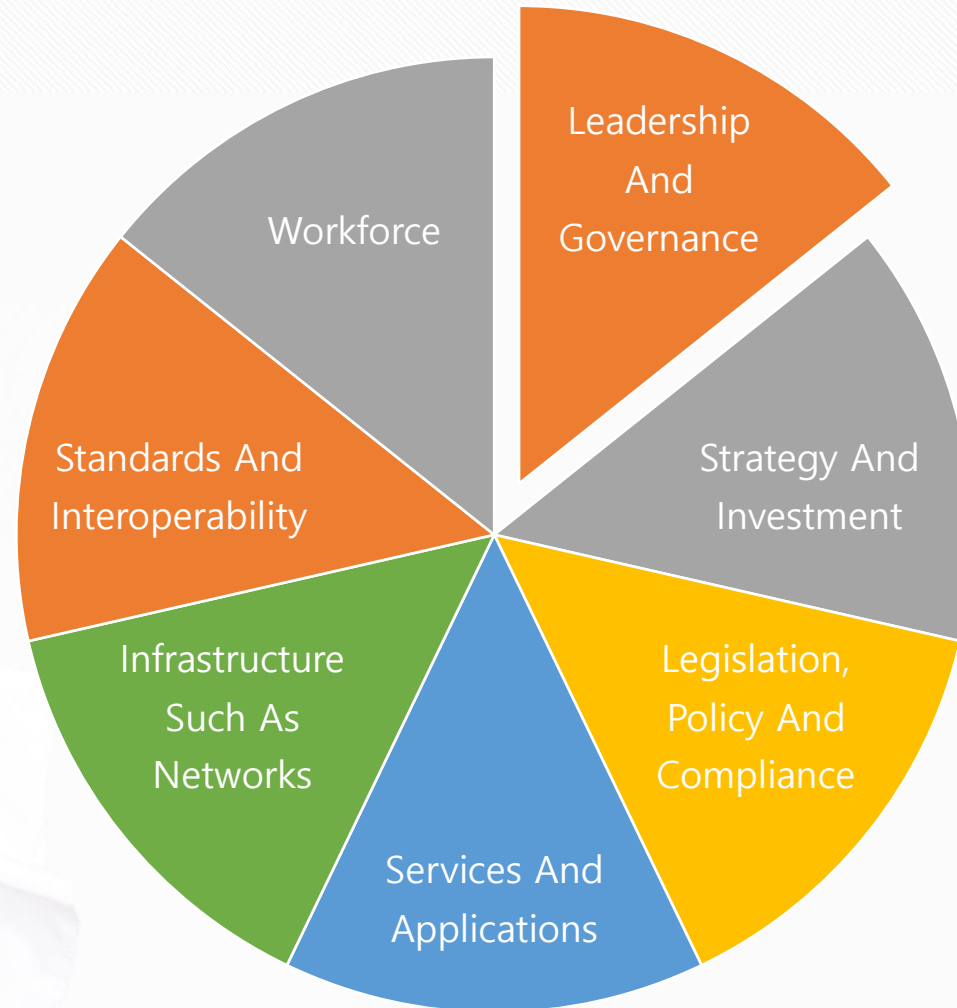 Leadership
And
Governance
Workforce
Strategy And
Investment
Standards And
Interoperability
Legislation,
Policy And
Compliance
Infrastructure
Such As
Networks
Services And
Applications